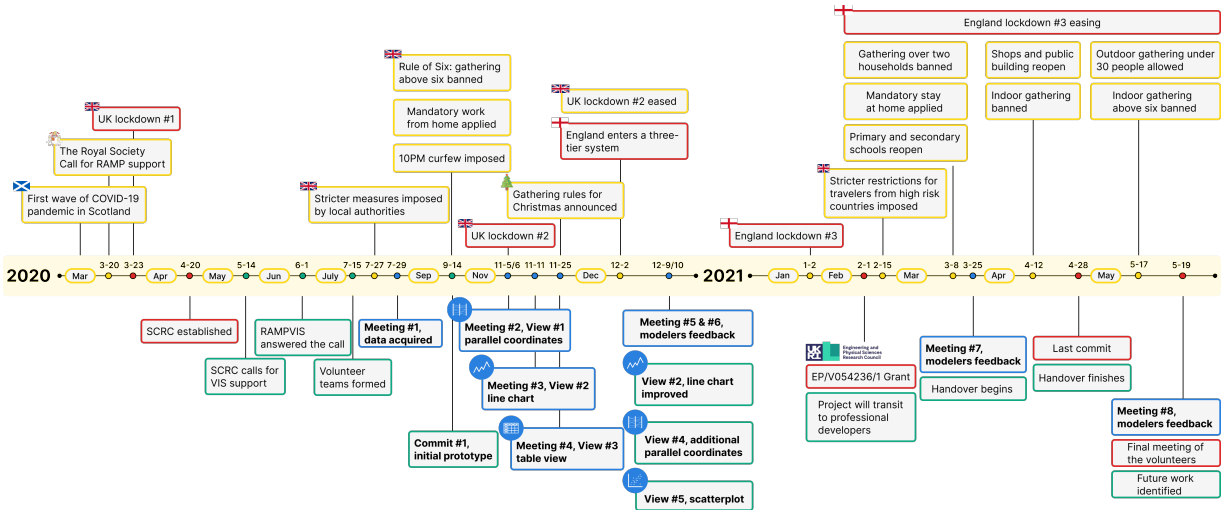 England lockdown #3 easing
Rule of Six: gathering
above six banned
Gathering over two
households banned
Shops and public
building reopen
Outdoor gathering under
30 people allowed
UK lockdown #1
Mandatory work
from home applied
UK lockdown #2 eased
Mandatory stay
at home applied
Indoor gathering
banned
Indoor gathering
above six banned
The Royal Society
Call for RAMP support
10PM curfew imposed
England enters a three-
tier system
Primary and secondary
schools reopen
First wave of COVID-19
pandemic in Scotland
Stricter measures imposed
by local authorities
Gathering rules for
Christmas announced
Stricter restrictions for
travelers from high risk
countries imposed
UK lockdown #2
England lockdown #3
2020
Mar
3-20
3-23
Apr
4-20
May
5-14
Jun
6-1
July
7-15
7-27
7-29
Sep
9-14
Nov
11-5/6
11-11
11-25
Dec
12-2
12-9/10
2021
Jan
1-2
Feb
2-1
2-15
Mar
3-8
3-25
Apr
4-12
4-28
May
5-17
5-19
SCRC established
RAMPVIS
answered the call
Meeting #1,
data acquired
Meeting #2, View #1
parallel coordinates
Meeting #5 & #6,
modelers feedback
SCRC calls for
VIS support
Volunteer
teams formed
Meeting #3, View #2
line chart
View #2, line chart
improved
Commit #1,
initial prototype
Meeting #4, View #3
table view
View #4, additional
parallel coordinates
View #5, scatterplot
UKRI
Engineering and
Physical Sciences
Research Council
EP/V054236/1 Grant
Project will transit
to professional
developers
Meeting #7,
modelers feedback
Handover begins
Last commit
Handover finishes
Meeting #8,
modelers feedback
Final meeting of
the volunteers
Future work
identified